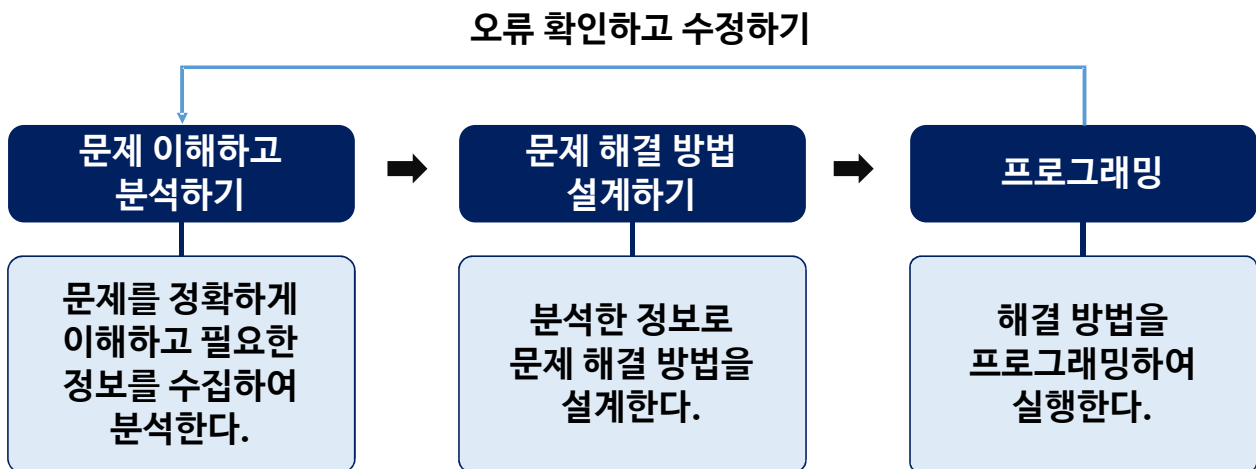 오류 확인하고 수정하기
문제 이해하고
분석하기
문제 해결 방법
설계하기
프로그래밍
문제를 정확하게
이해하고 필요한
정보를 수집하여
분석한다.
분석한 정보로
문제 해결 방법을
설계한다.
해결 방법을
프로그래밍하여
실행한다.